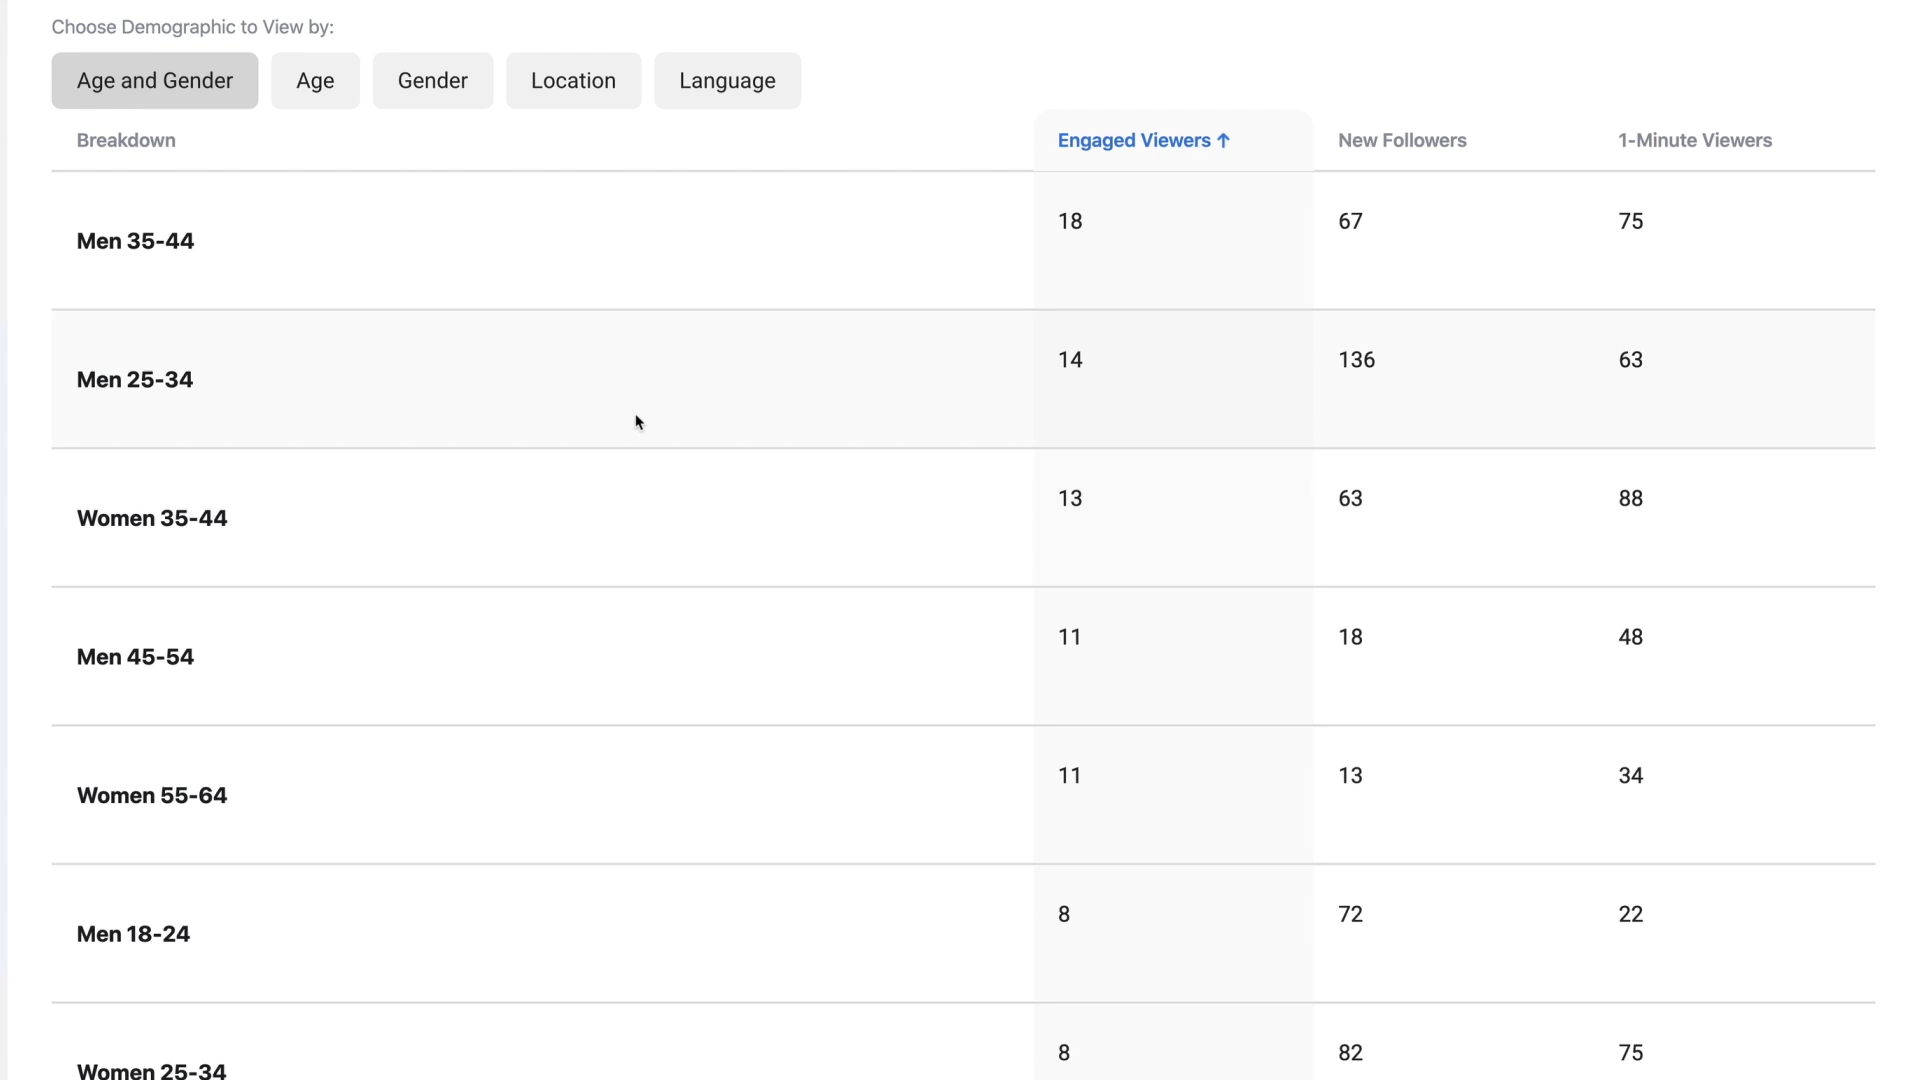 Choose Demographic to View by:
Age and Gender Age Gender Location Language
Breakdown Engaged Viewers ↑ New Followers 1-Minute Viewers
Men 35-44 18 67 75
Men 25-34 14 136 63
Women 35-44 13 63 88
Men 45-54 11 18 48
Women 55-64 11 13 34
Men 18-24 8 72 22
Women 25-34 8 82 75